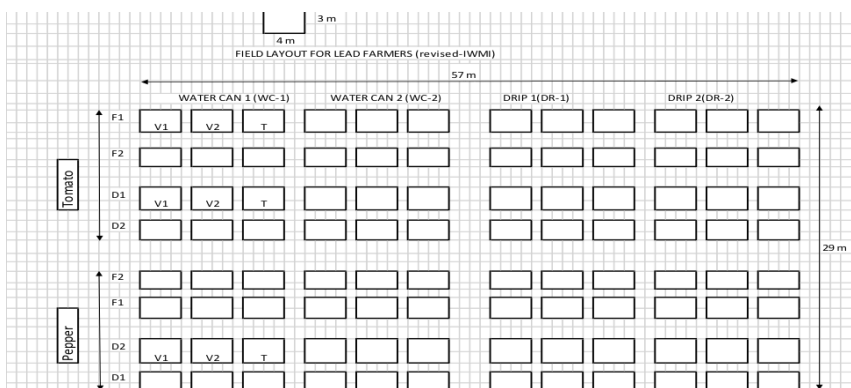 3 m
4 m
FIELD LAYOUT FOR LEAD FARMERS (revised-IWMI)
57 m
WATER CAN 1 (WC-1) WATER CAN 2 (WC-2) DRIP 1(DR-1) DRIP 2(DR-2)
F1
V1 V2 T
F2
Tomato
D1
V1 V2 T
D2
29 m
F2
F1
Pepper
D2
V1 V2 T
D1